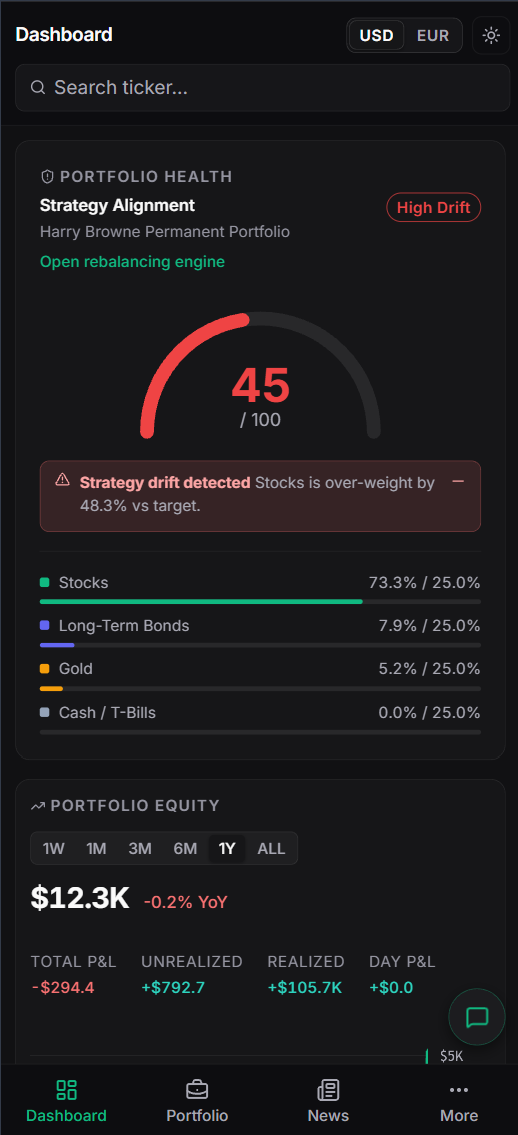 Dashboard
USD EUR
Search ticker...
PORTFOLIO HEALTH
Strategy Alignment
High Drift
Harry Browne Permanent Portfolio
Open rebalancing engine
45
/ 100
Strategy drift detected Stocks is over-weight by
48.3% vs target.
Stocks 73.3% / 25.0%
Long-Term Bonds 7.9% / 25.0%
Gold 5.2% / 25.0%
Cash / T-Bills 0.0% / 25.0%
PORTFOLIO EQUITY
1W 1M 3M 6M 1Y ALL
$12.3K -0.2% YoY
TOTAL P&L UNREALIZED REALIZED DAY P&L
-$294.4 +$792.7 +$105.7K +$0.0
$5K
Dashboard Portfolio News More